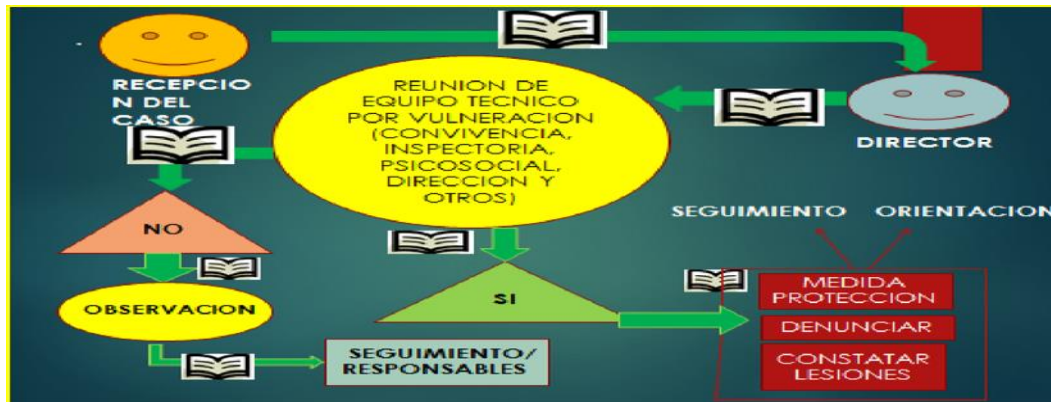 RECEPCIO
N DEL
CASO
REUNION DE
EQUIPO TECNICO
POR VULNERACION
(CONVIVENCIA,
INSPECTORIA,
PSICOSOCIAL,
DIRECCION Y
OTROS)
DIRECTOR
NO
OBSERVACION
SEGUIMIENTO/
RESPONSABLES
SI
SEGUIMIENTO ORIENTACION
MEDIDA
PROTECCION
DENUNCIAR
CONSTATAR
LESIONES